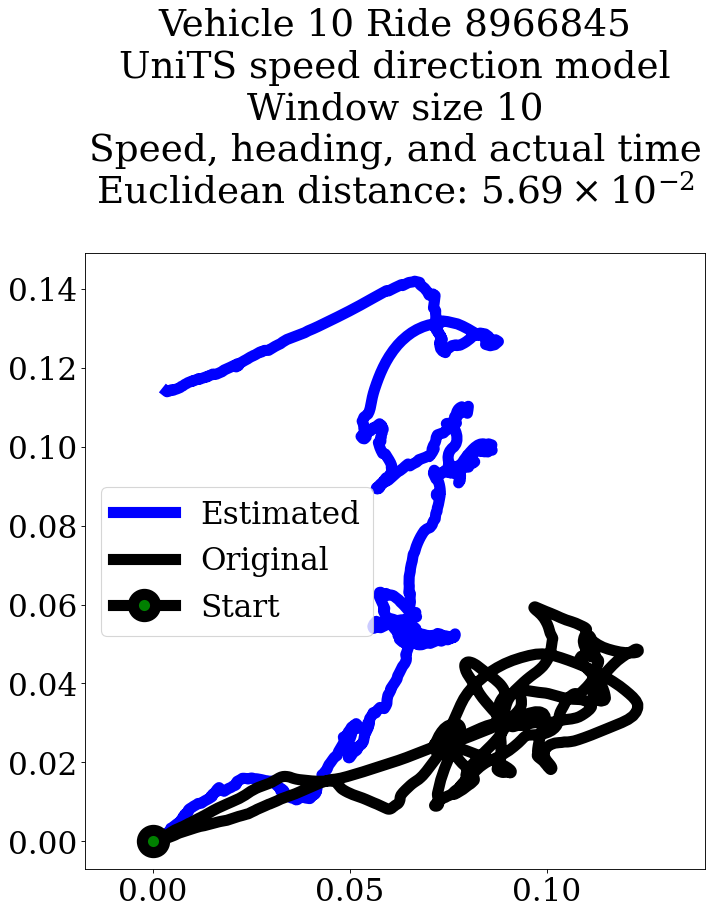 Vehicle 10 Ride 8966845
UniTS speed direction model
Window size 10
Speed, heading, and actual time
Euclidean distance: 5.69 × 10⁻²
0.14
0.12
0.10
0.08
0.06
0.04
0.02
0.00
Estimated
Original
Start
0.00 0.05 0.10